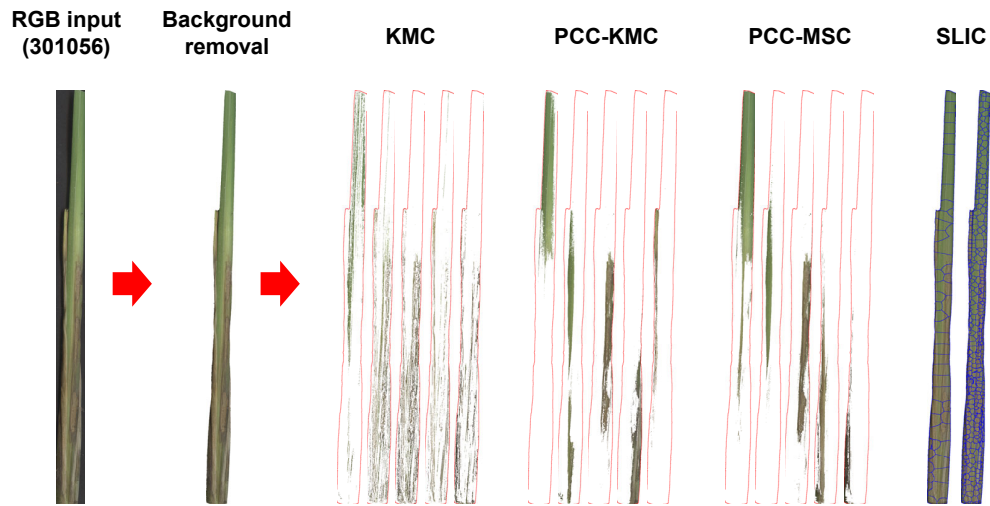 RGB input
(301056)
Background
removal
KMC
PCC-KMC
PCC-MSC
SLIC